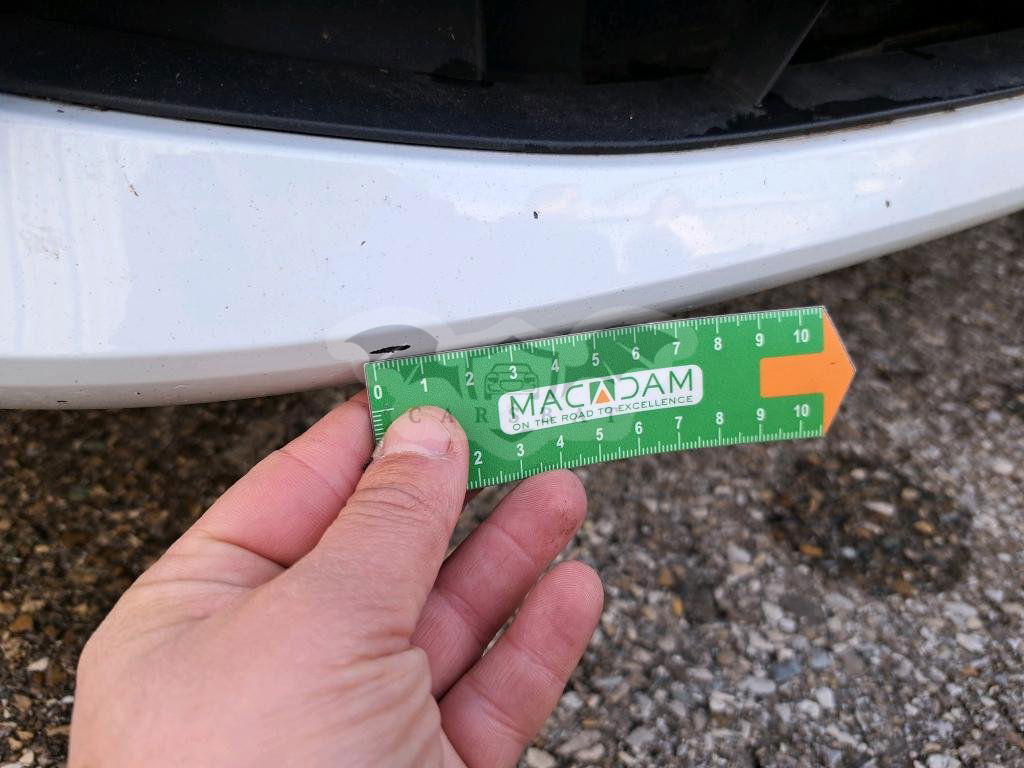 0 1 2 3 4 5 6 7 8 9 10
MACADAM
ON THE ROAD TO EXCELLENCE
2 3 4 5 6 7 8 9 10